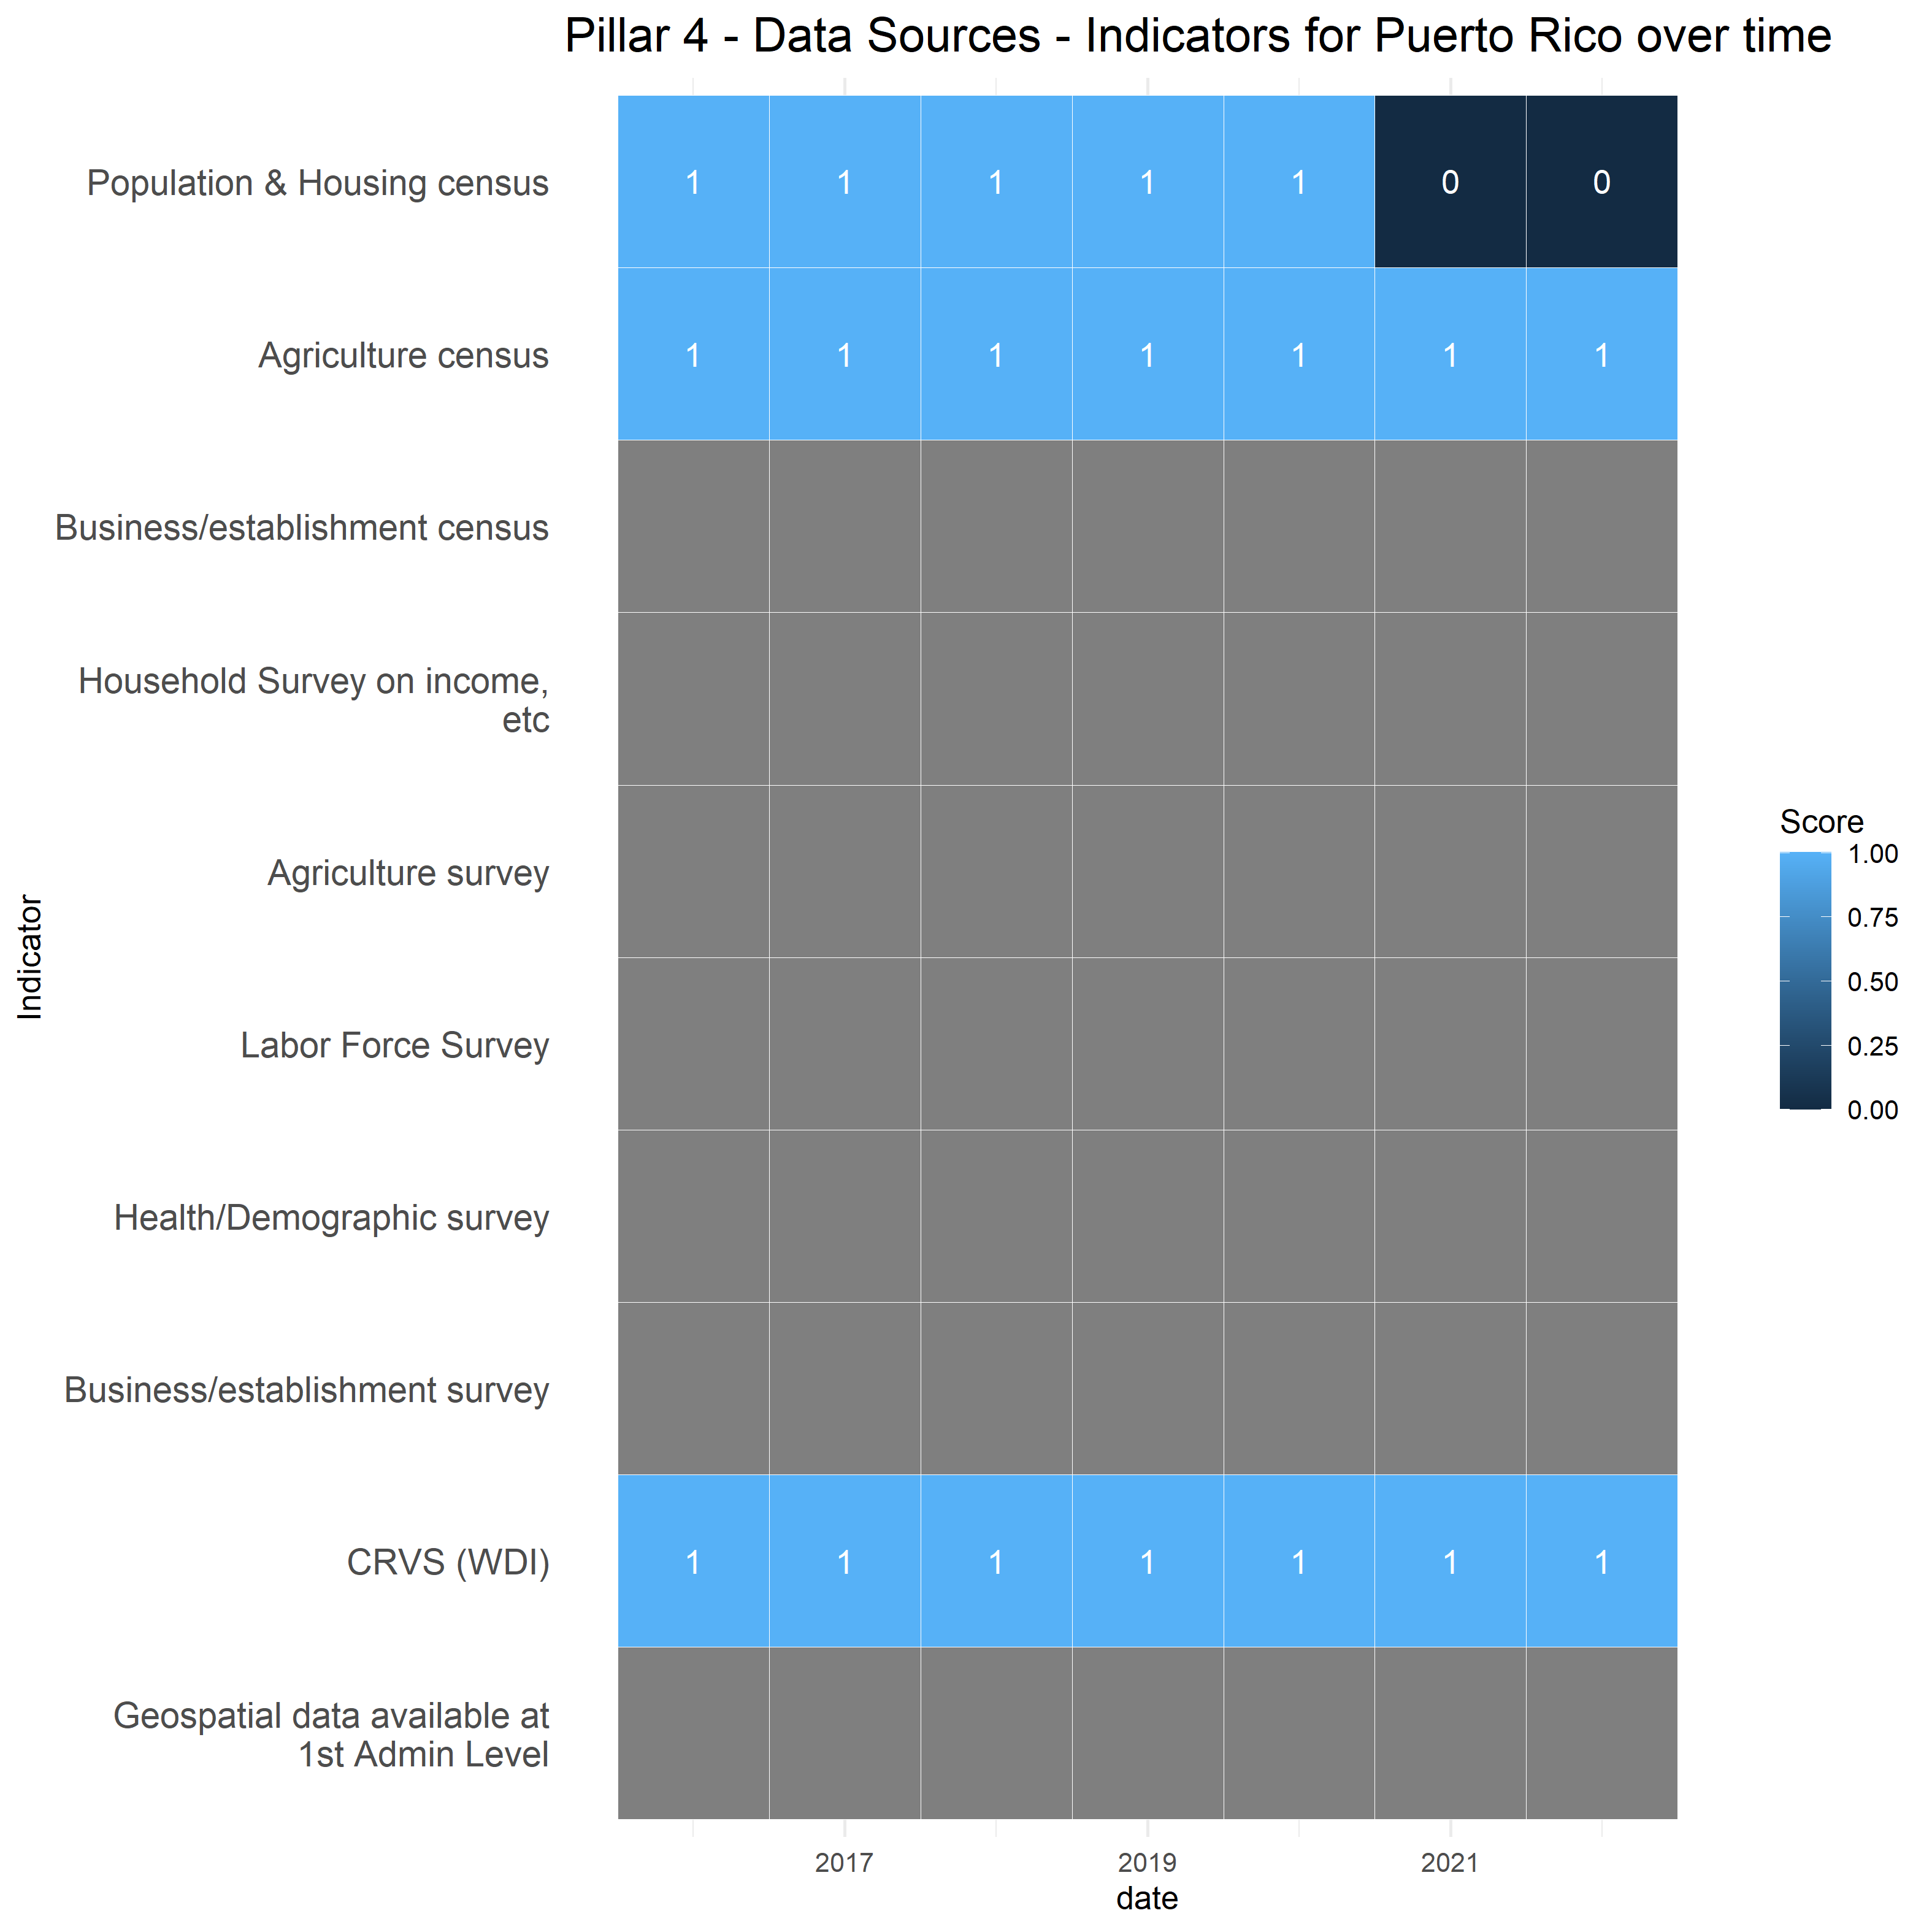 Pillar 4 - Data Sources - Indicators for Puerto Rico over time
Indicator
Population & Housing census
1 1 1 1 1 0 0
Agriculture census
1 1 1 1 1 1 1
Business/establishment census
Household Survey on income,
etc
Agriculture survey
Labor Force Survey
Health/Demographic survey
Business/establishment survey
CRVS (WDI)
1 1 1 1 1 1 1
Geospatial data available at
1st Admin Level
2017 2019 2021
date
Score
1.00
0.75
0.50
0.25
0.00